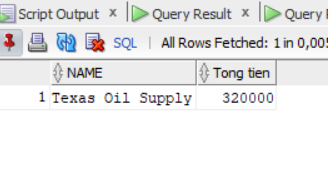 Script Output x Query Result x Query
SQL | All Rows Fetched: 1 in 0,005
NAME Tong tien
1 Texas Oil Supply 320000